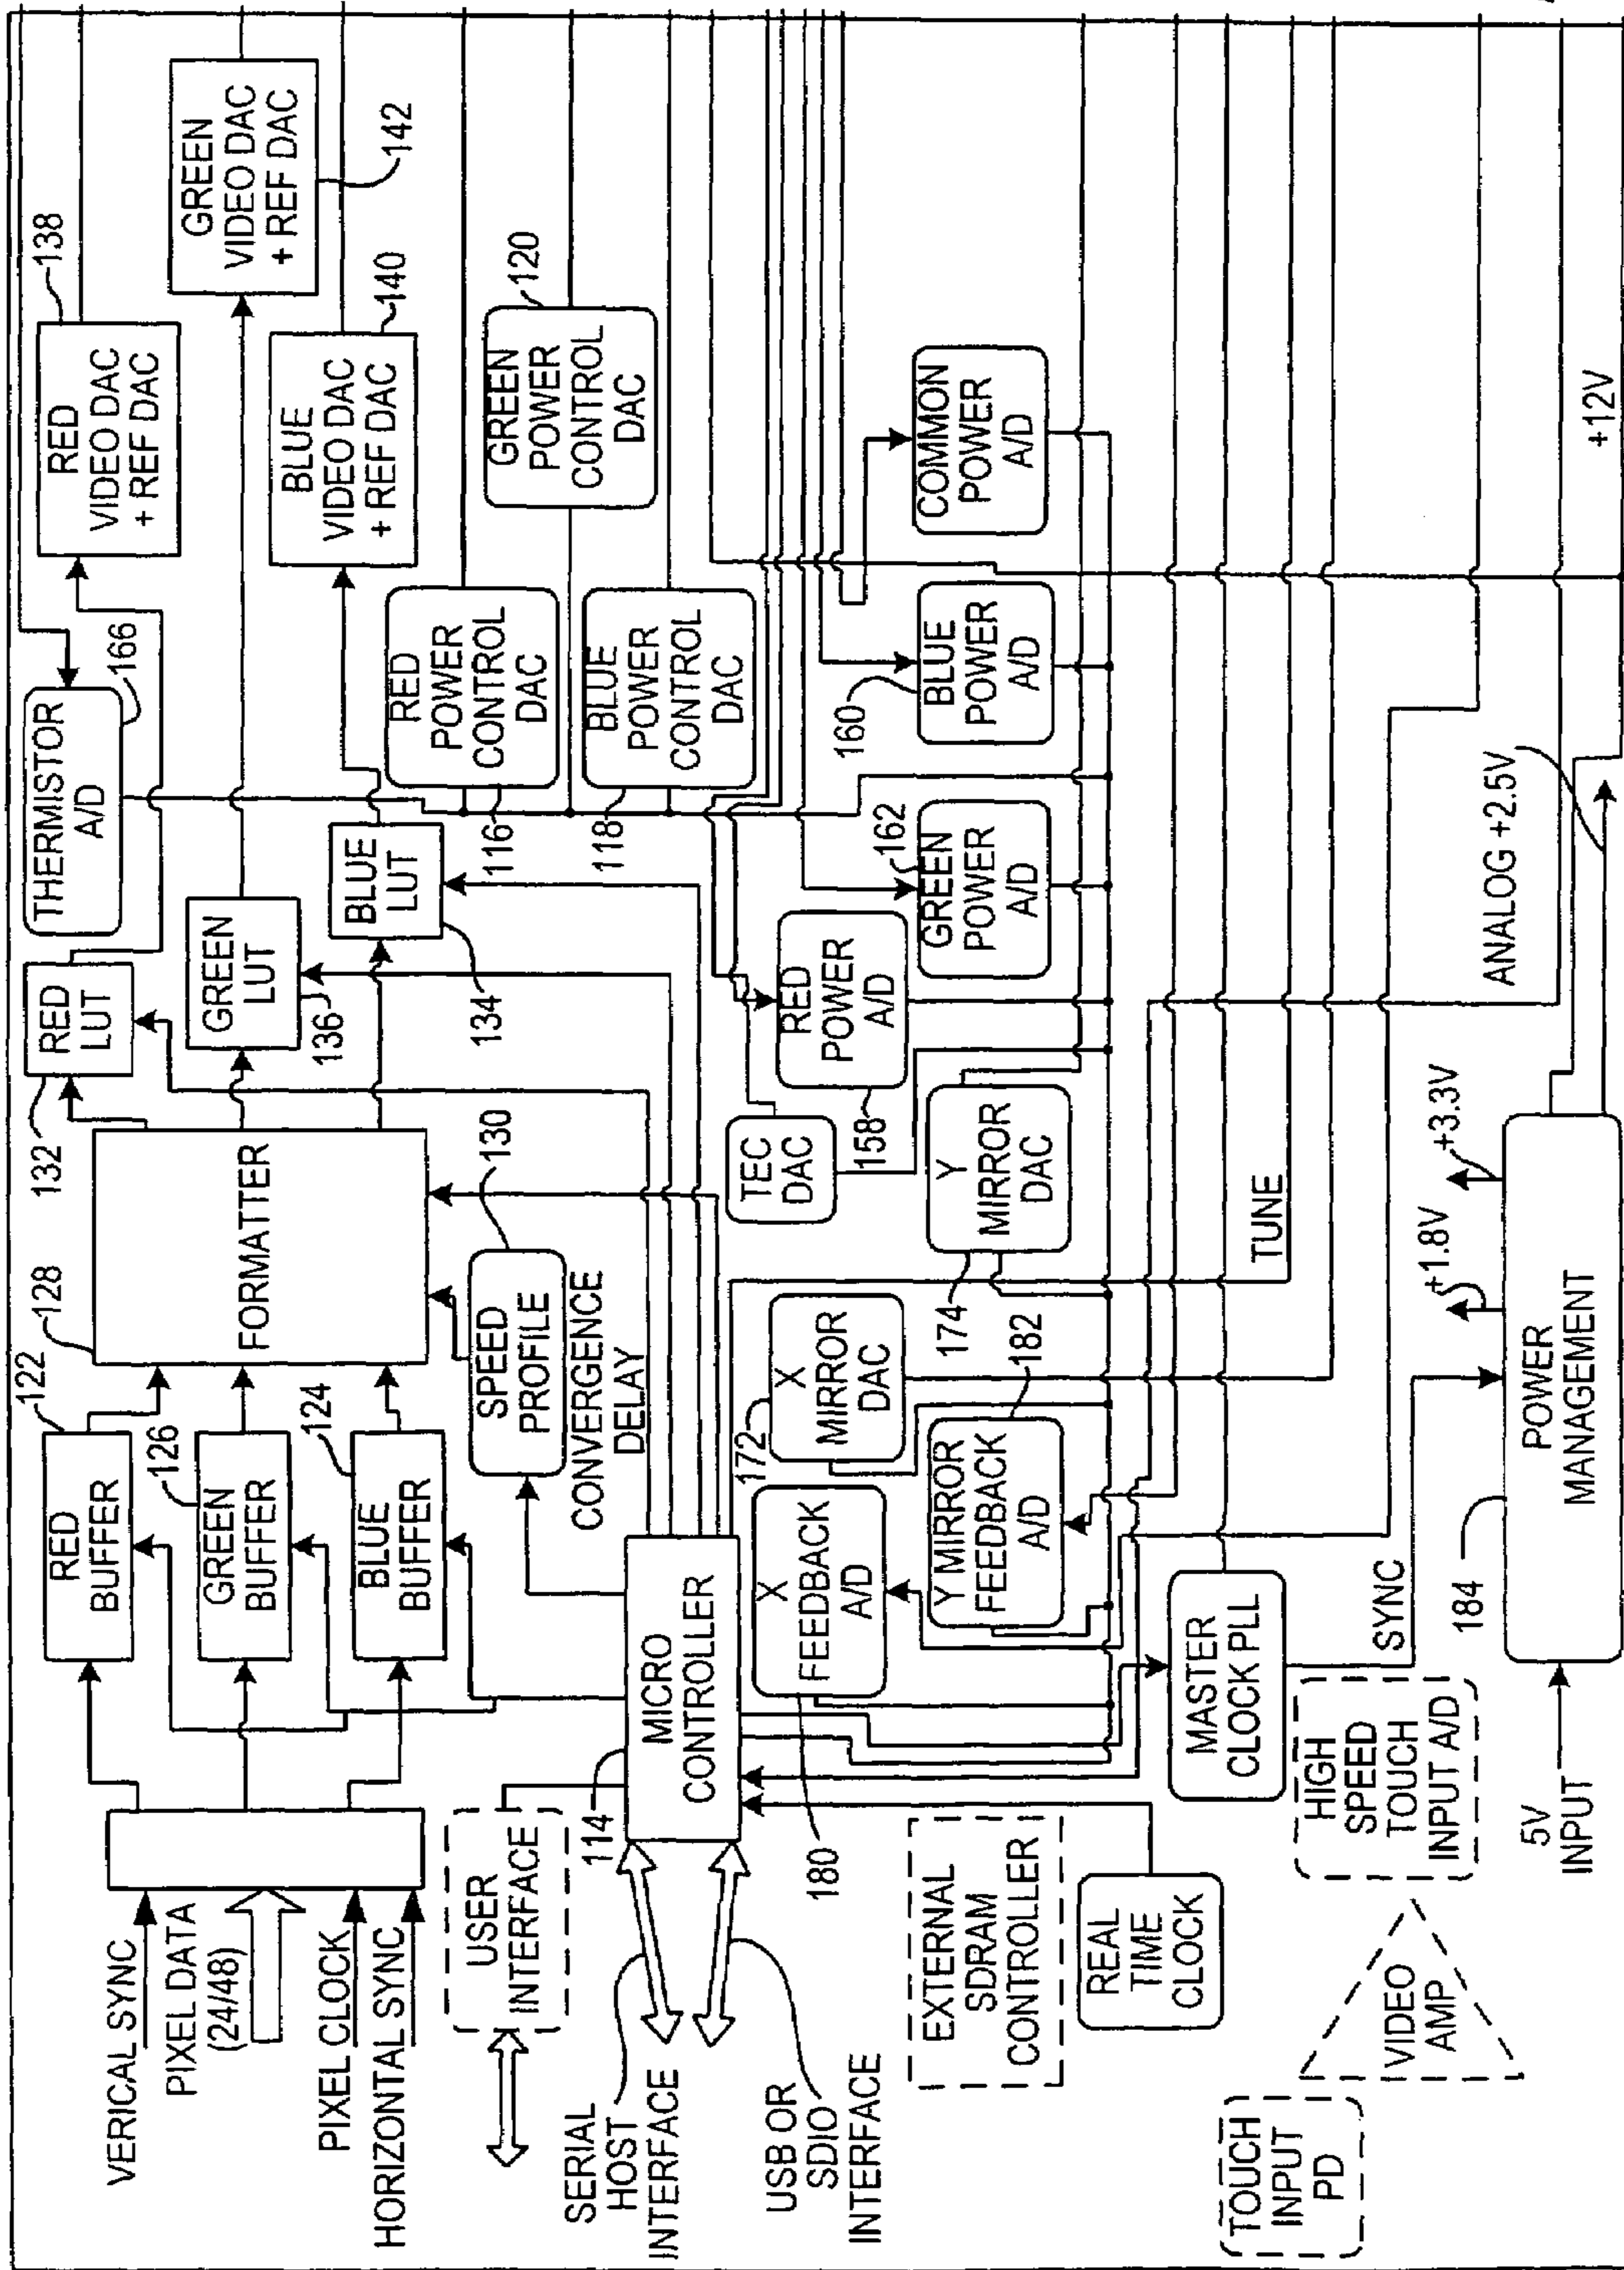 VERICAL SYNC
PIXEL DATA
(24/48)
PIXEL CLOCK
HORIZONTAL SYNC
RED
BUFFER
122
GREEN
BUFFER
126
BLUE
BUFFER
124
128
FORMATTER
132
RED
LUT
GREEN
LUT
136
BLUE
LUT
134
THERMISTOR
A/D
166
RED
VIDEO DAC
+ REF DAC
138
GREEN
VIDEO DAC
+ REF DAC
142
BLUE
VIDEO DAC
+ REF DAC
140
USER
INTERFACE
SPEED
PROFILE
130
CONVERGENCE
DELAY
RED
POWER
CONTROL
DAC
116
GREEN
POWER
CONTROL
DAC
120
BLUE
POWER
CONTROL
DAC
118
SERIAL
HOST
INTERFACE
USB OR
SDIO
INTERFACE
114
MICRO
CONTROLLER
X
FEEDBACK
A/D
180
X
MIRROR
DAC
172
Y MIRROR
FEEDBACK
A/D
182
Y
MIRROR
DAC
174
TEC
DAC
RED
POWER
A/D
158
GREEN
POWER
A/D
162
BLUE
POWER
A/D
160
COMMON
POWER
A/D
EXTERNAL
SDRAM
CONTROLLER
REAL
TIME
CLOCK
MASTER
CLOCK PLL
SYNC
TUNE
TOUCH
INPUT
PD
VIDEO
AMP
HIGH
SPEED
TOUCH
INPUT A/D
5V
INPUT
184
POWER
MANAGEMENT
+1.8V
+3.3V
ANALOG +2.5V
+12V